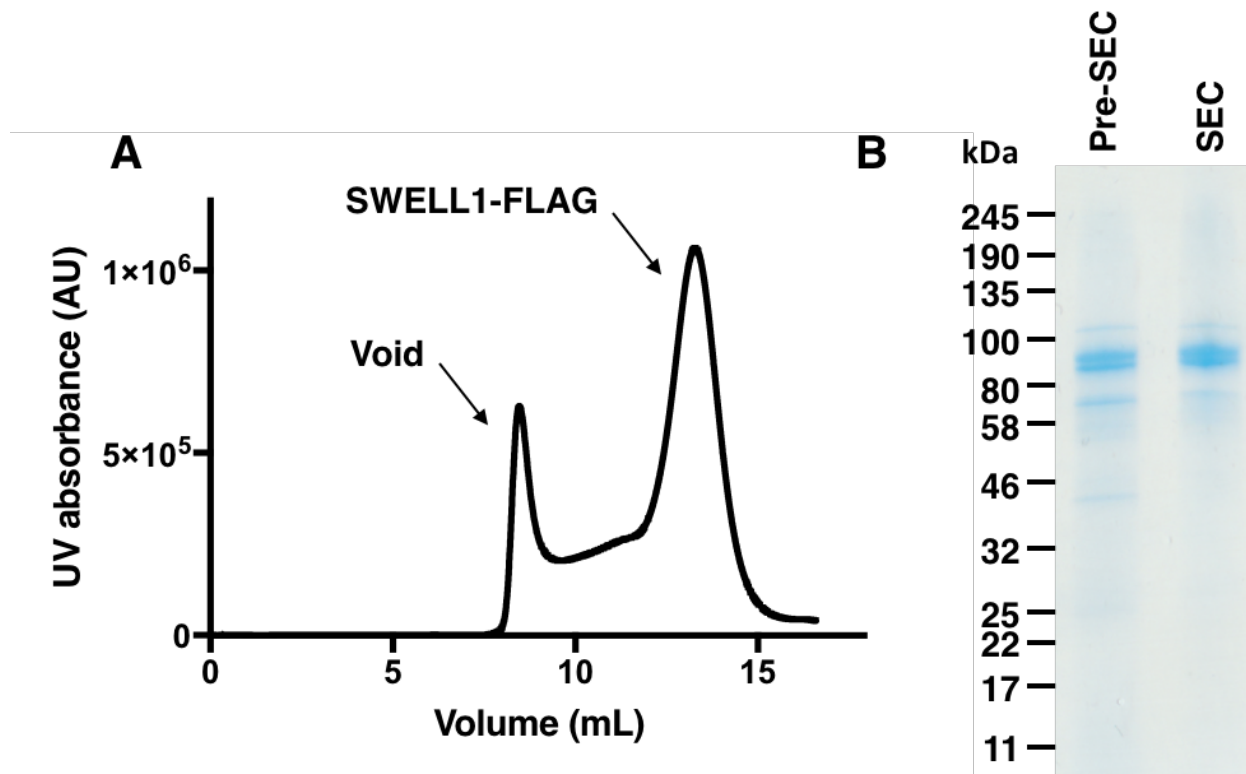 A
UV absorbance (AU)
1×10⁶
5×10⁵
0
0 5 10 15
Volume (mL)
SWELL1-FLAG
Void
B
kDa
Pre-SEC
SEC
245
190
135
100
80
58
46
32
25
22
17
11